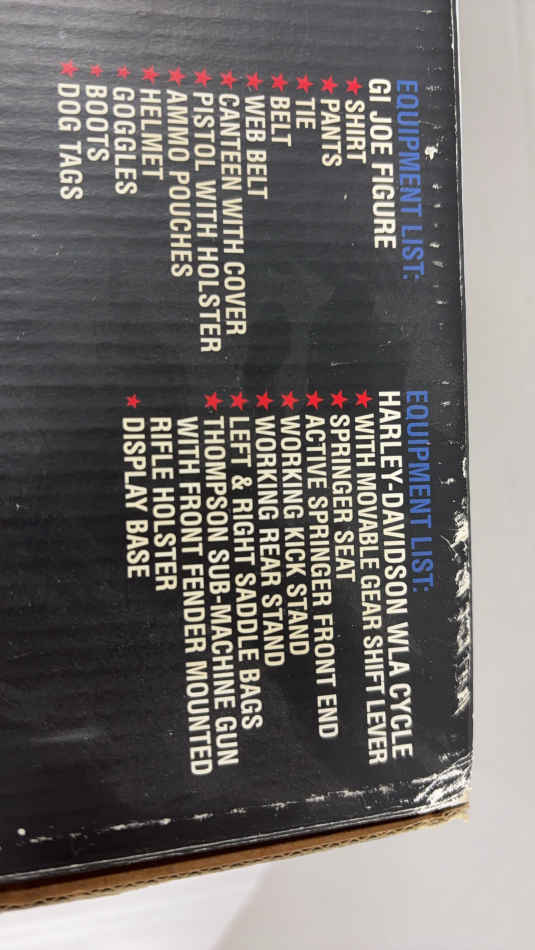 EQUIPMENT LIST:
GI JOE FIGURE
★ SHIRT
★ PANTS
★ TIE
★ BELT
★ WEB BELT
★ CANTEEN WITH COVER
★ PISTOL WITH HOLSTER
★ AMMO POUCHES
★ HELMET
★ GOGGLES
★ BOOTS
★ DOG TAGS
EQUIPMENT LIST:
HARLEY-DAVIDSON WLA CYCLE
★ WITH MOVABLE GEAR SHIFT LEVER
★ SPRINGER SEAT
★ ACTIVE SPRINGER FRONT END
★ WORKING KICK STAND
★ WORKING REAR STAND
★ LEFT & RIGHT SADDLE BAGS
★ THOMPSON SUB-MACHINE GUN
WITH FRONT FENDER MOUNTED
RIFLE HOLSTER
★ DISPLAY BASE